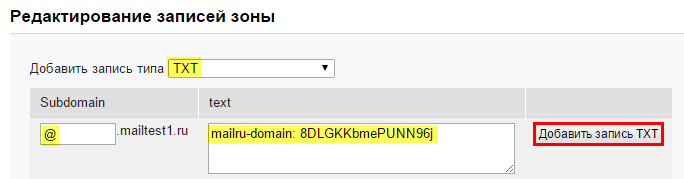 Редактирование записей зоны
Добавить запись типа TXT
Subdomain text
@ .mailtest1.ru mailru-domain: 8DLGKKbmePUNN96j Добавить запись TXT